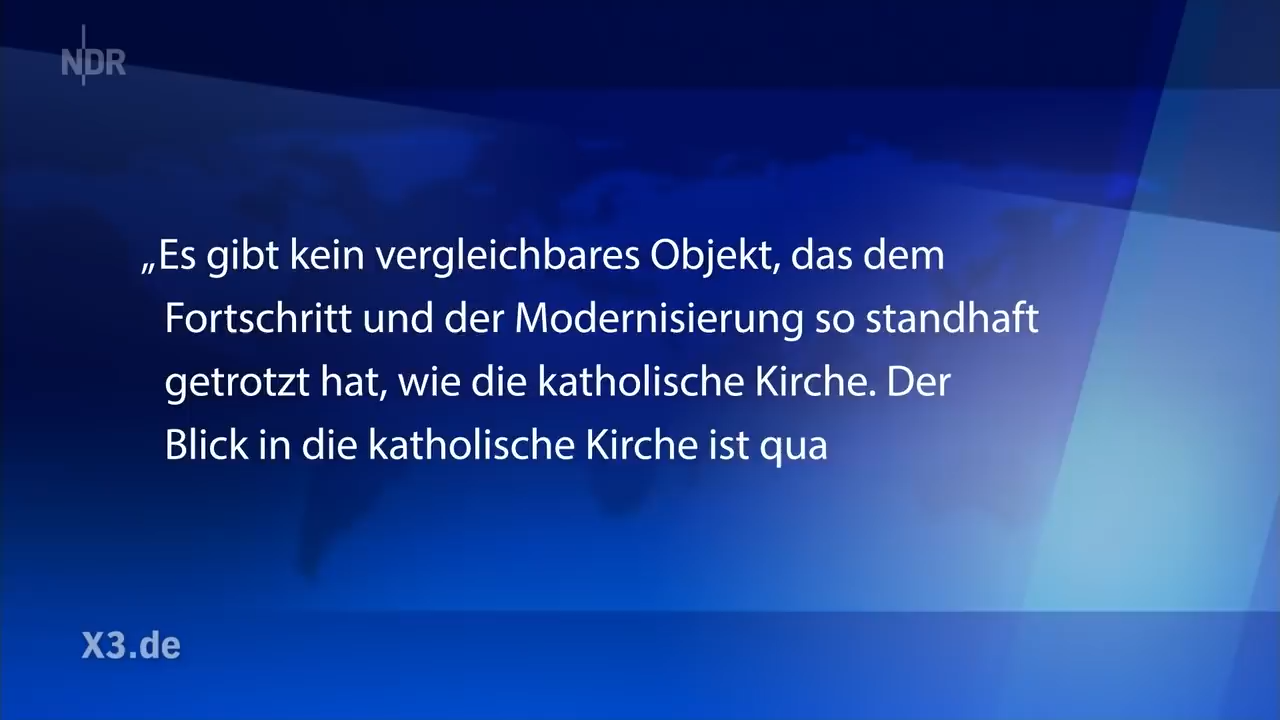 NDR
„Es gibt kein vergleichbares Objekt, das dem
Fortschritt und der Modernisierung so standhaft
getrotzt hat, wie die katholische Kirche. Der
Blick in die katholische Kirche ist qua
X3.de